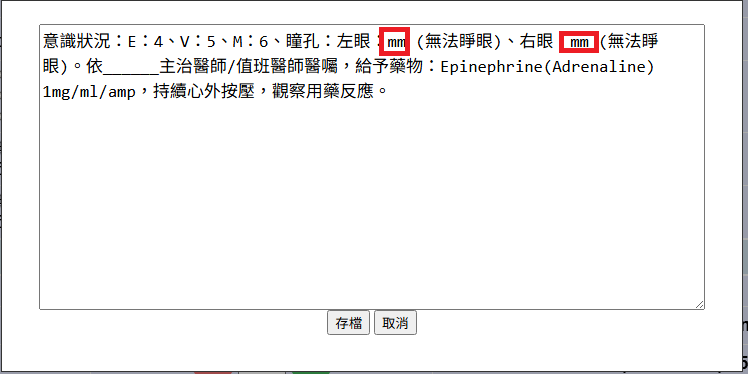 意識狀況：E：4、V：5、M：6、瞳孔：左眼：mm (無法睜眼)、右眼 mm (無法睜
眼)。依______主治醫師/值班醫師醫囑，給予藥物：Epinephrine(Adrenaline)
1mg/ml/amp，持續心外按壓，觀察用藥反應。
存檔 取消